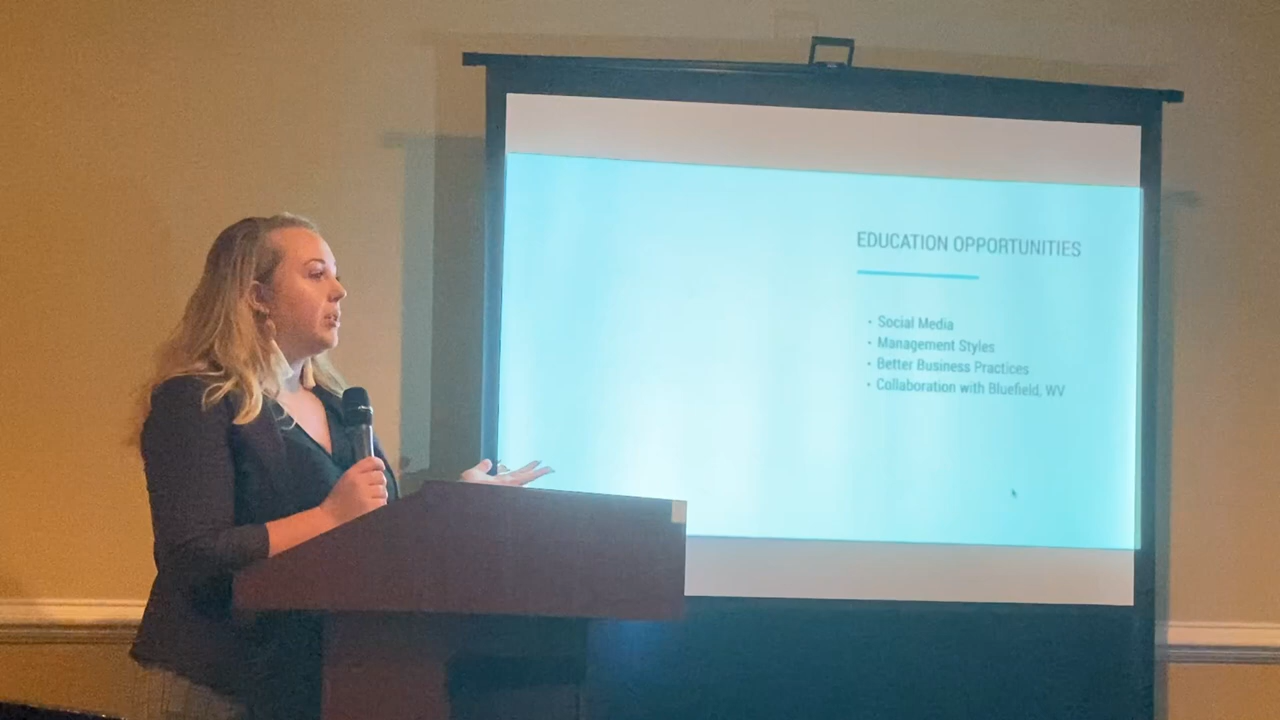 EDUCATION OPPORTUNITIES
• Social Media
• Management Styles
• Better Business Practices
• Collaboration with Bluefield, WV